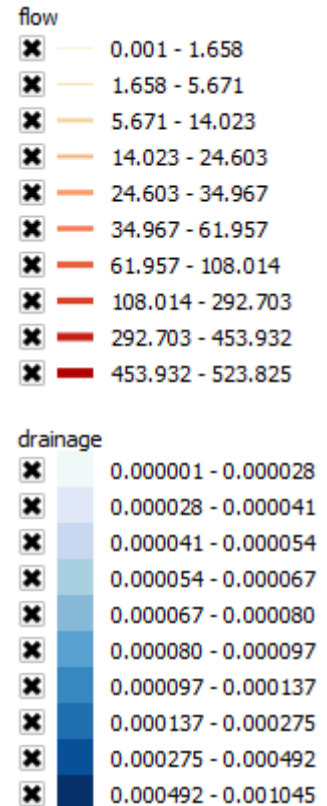 flow
0.001 - 1.658
1.658 - 5.671
5.671 - 14.023
14.023 - 24.603
24.603 - 34.967
34.967 - 61.957
61.957 - 108.014
108.014 - 292.703
292.703 - 453.932
453.932 - 523.825
drainage
0.000001 - 0.000028
0.000028 - 0.000041
0.000041 - 0.000054
0.000054 - 0.000067
0.000067 - 0.000080
0.000080 - 0.000097
0.000097 - 0.000137
0.000137 - 0.000275
0.000275 - 0.000492
0.000492 - 0.001045